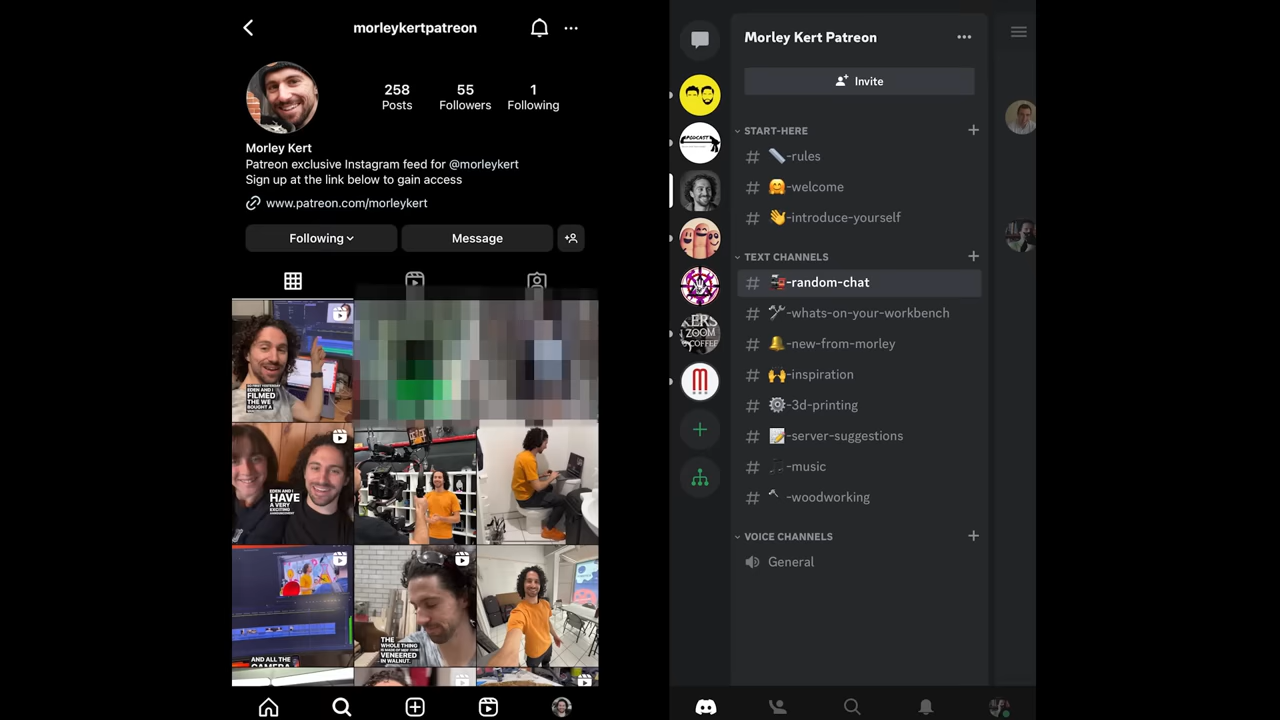 morleykertpatreon
258
Posts
55
Followers
1
Following
Morley Kert
Patreon exclusive Instagram feed for @morleykert
Sign up at the link below to gain access
www.patreon.com/morleykert
Following
Message
FILMED
THE WE
BOUGHT A
EDEN AND I
HAVE
A VERY
EXCITING
AND ALL THE
CAMERA
THE
WHOLE THING
VENEERED
IN WALNUT.
Morley Kert Patreon
Invite
START-HERE
-rules
-welcome
-introduce-yourself
TEXT CHANNELS
-random-chat
-whats-on-your-workbench
-new-from-morley
-inspiration
-3d-printing
-server-suggestions
-music
-woodworking
VOICE CHANNELS
General
PODCAST
ZOOM
COFFEE